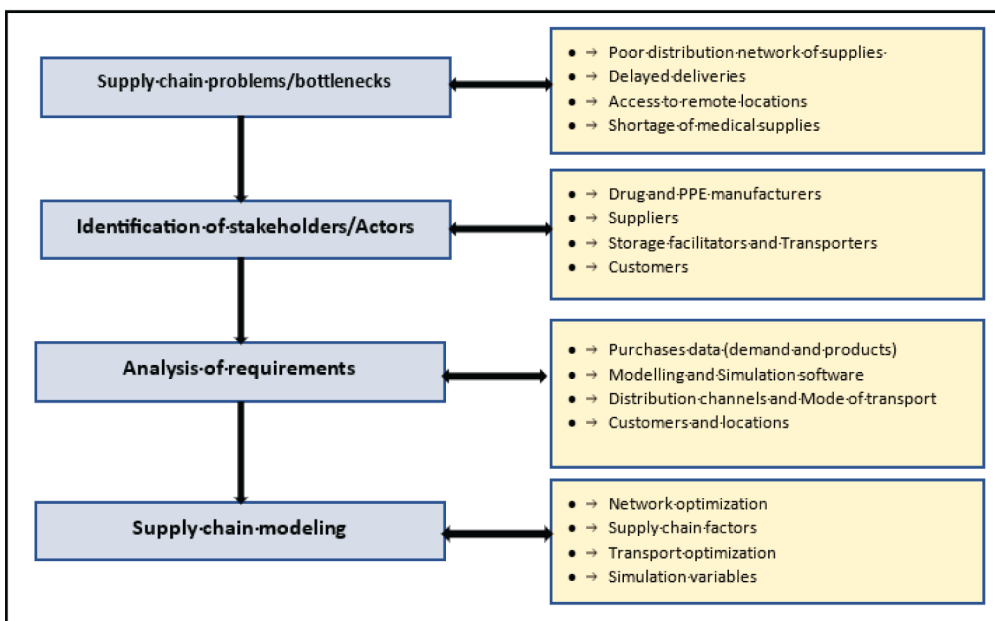 Supply·chain·problems/bottlenecks
● → Poor·distribution·network·of·supplies·
● → Delayed·deliveries
● → Access·to·remote·locations
● → Shortage·of·medical·supplies
Identification·of·stakeholders/Actors
● → Drug·and·PPE·manufacturers
● → Suppliers
● → Storage·facilitators·and·Transporters
● → Customers
Analysis·of·requirements
● → Purchases·data·(demand·and·products)
● → Modelling·and·Simulation·software
● → Distribution·channels·and·Mode·of·transport
● → Customers·and·locations
Supply·chain·modeling
● → Network·optimization
● → Supply·chain·factors
● → Transport·optimization
● → Simulation·variables